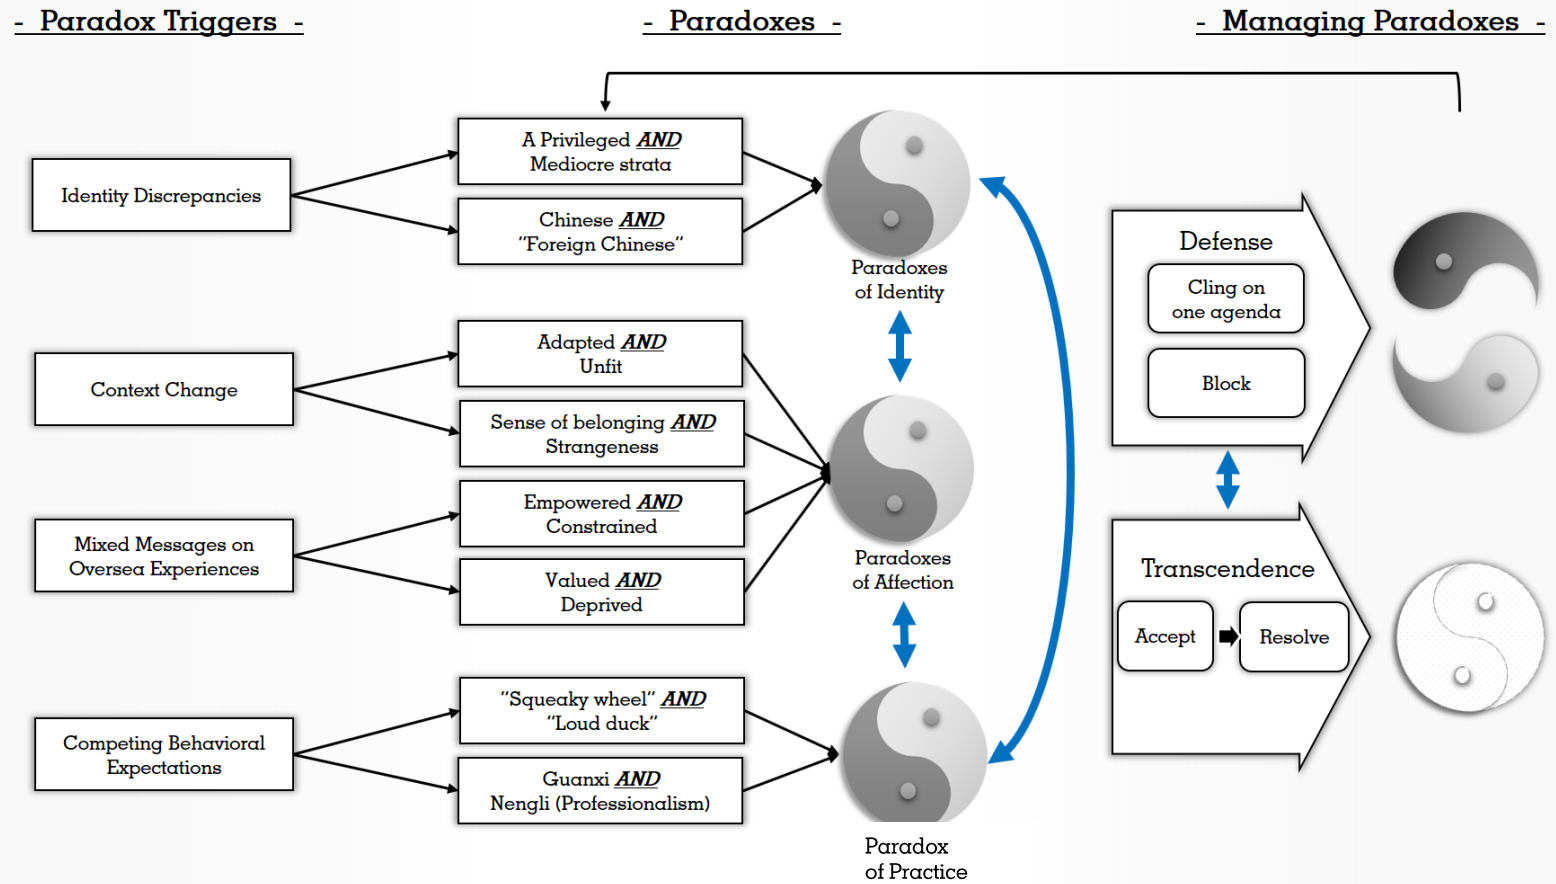 - Paradox Triggers -
- Paradoxes -
- Managing Paradoxes -
Identity Discrepancies
Context Change
Mixed Messages on
Oversea Experiences
Competing Behavioral
Expectations
A Privileged AND
Mediocre strata
Chinese AND
"Foreign Chinese"
Adapted AND
Unfit
Sense of belonging AND
Strangeness
Empowered AND
Constrained
Valued AND
Deprived
"Squeaky wheel" AND
"Loud duck"
Guanxi AND
Nengli (Professionalism)
Paradoxes
of Identity
Paradoxes
of Affection
Paradox
of Practice
Defense
Cling on
one agenda
Block
Transcendence
Accept
Resolve